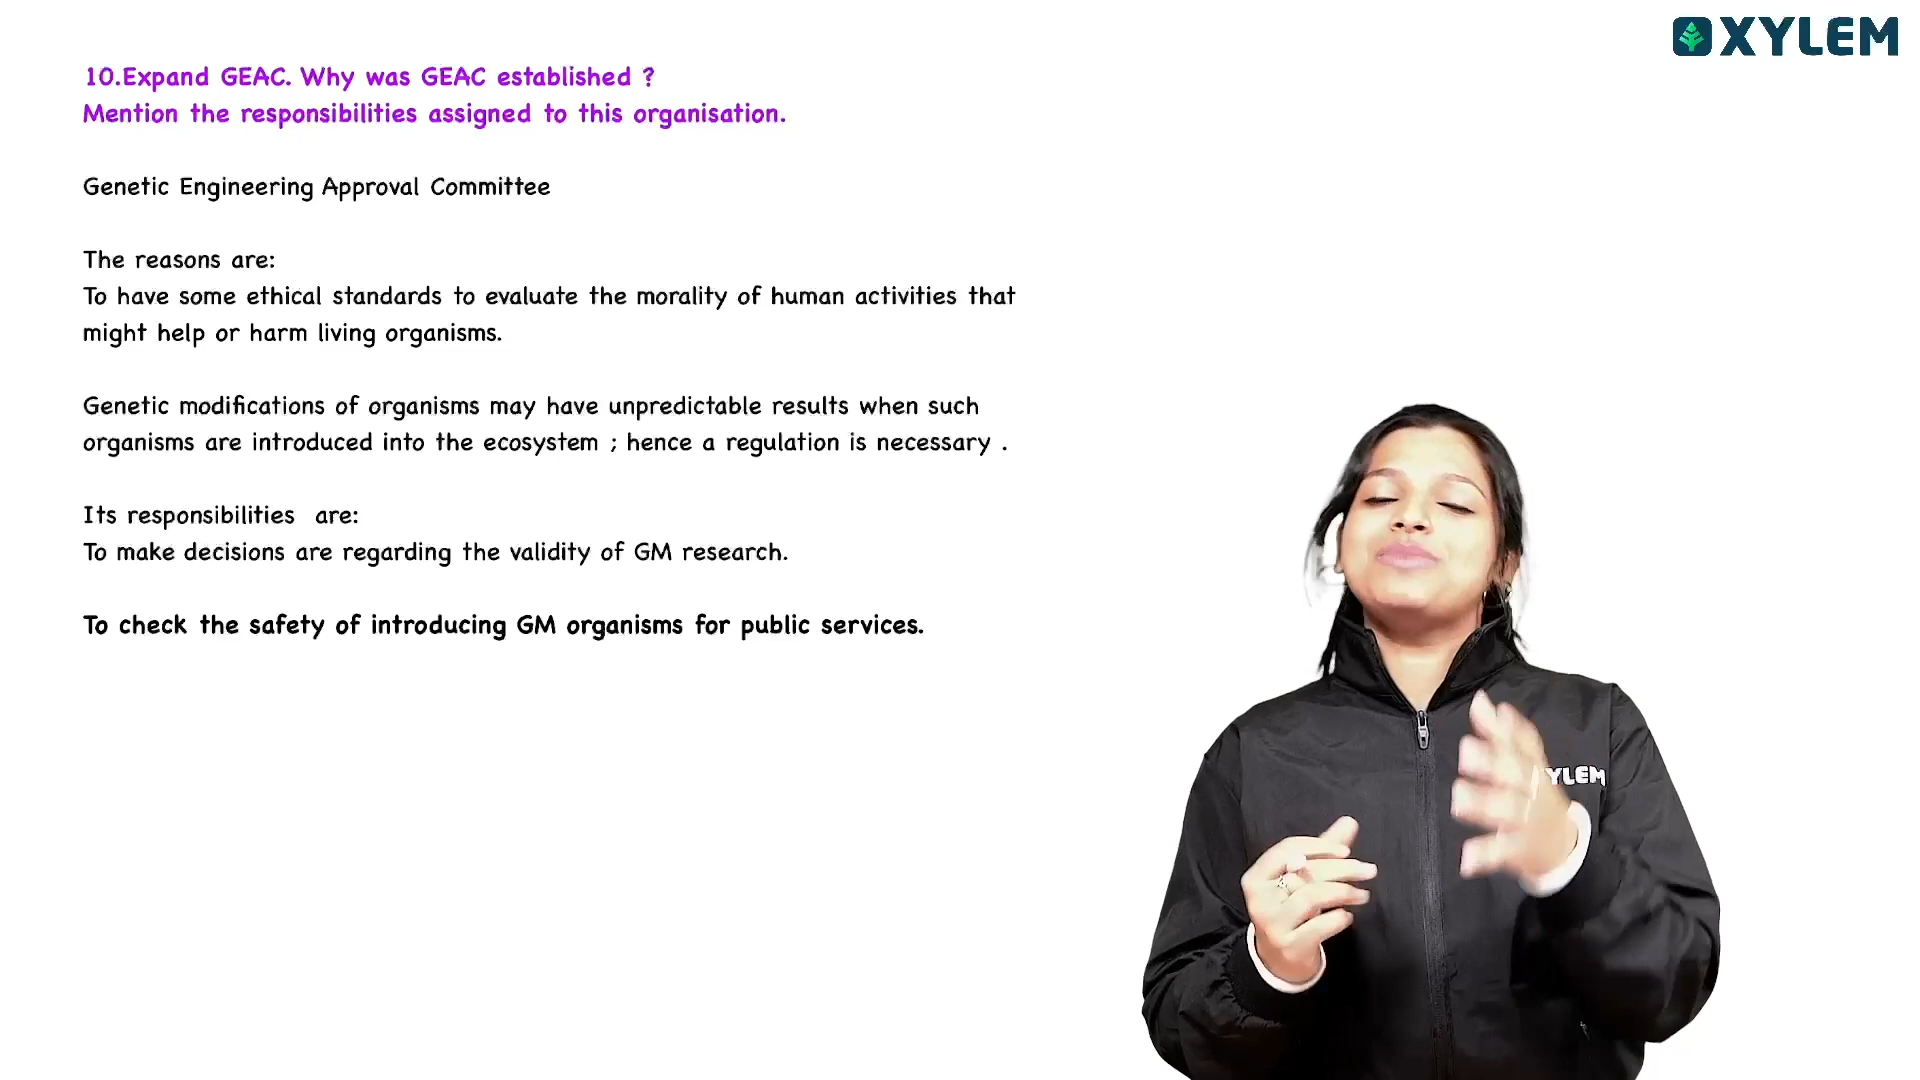 XYLEM
10.Expand GEAC. Why was GEAC established ?
Mention the responsibilities assigned to this organisation.
Genetic Engineering Approval Committee
The reasons are:
To have some ethical standards to evaluate the morality of human activities that
might help or harm living organisms.
Genetic modifications of organisms may have unpredictable results when such
organisms are introduced into the ecosystem ; hence a regulation is necessary .
Its responsibilities  are:
To make decisions are regarding the validity of GM research.
To check the safety of introducing GM organisms for public services.
YLEM